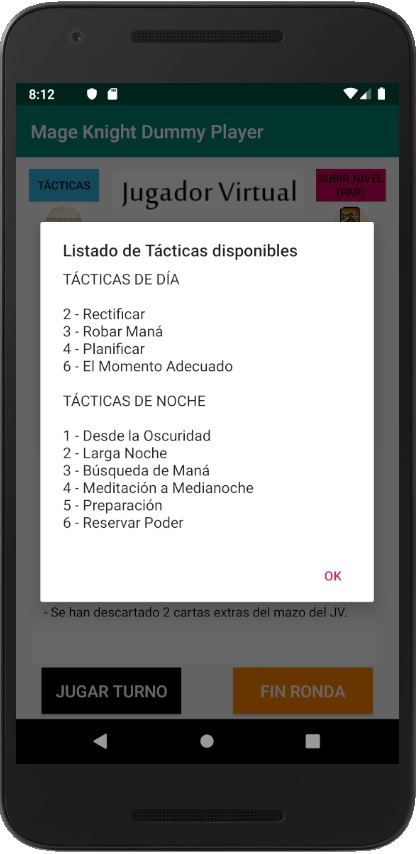 8:12
Mage Knight Dummy Player
TÁCTICAS
Jugador Virtual
SUBIR NIVEL
(PAR)
Listado de Tácticas disponibles
TÁCTICAS DE DÍA
2 - Rectificar
3 - Robar Maná
4 - Planificar
6 - El Momento Adecuado
TÁCTICAS DE NOCHE
1 - Desde la Oscuridad
2 - Larga Noche
3 - Búsqueda de Maná
4 - Meditación a Medianoche
5 - Preparación
6 - Reservar Poder
OK
- Se han descartado 2 cartas extras del mazo del JV.
JUGAR TURNO
FIN RONDA